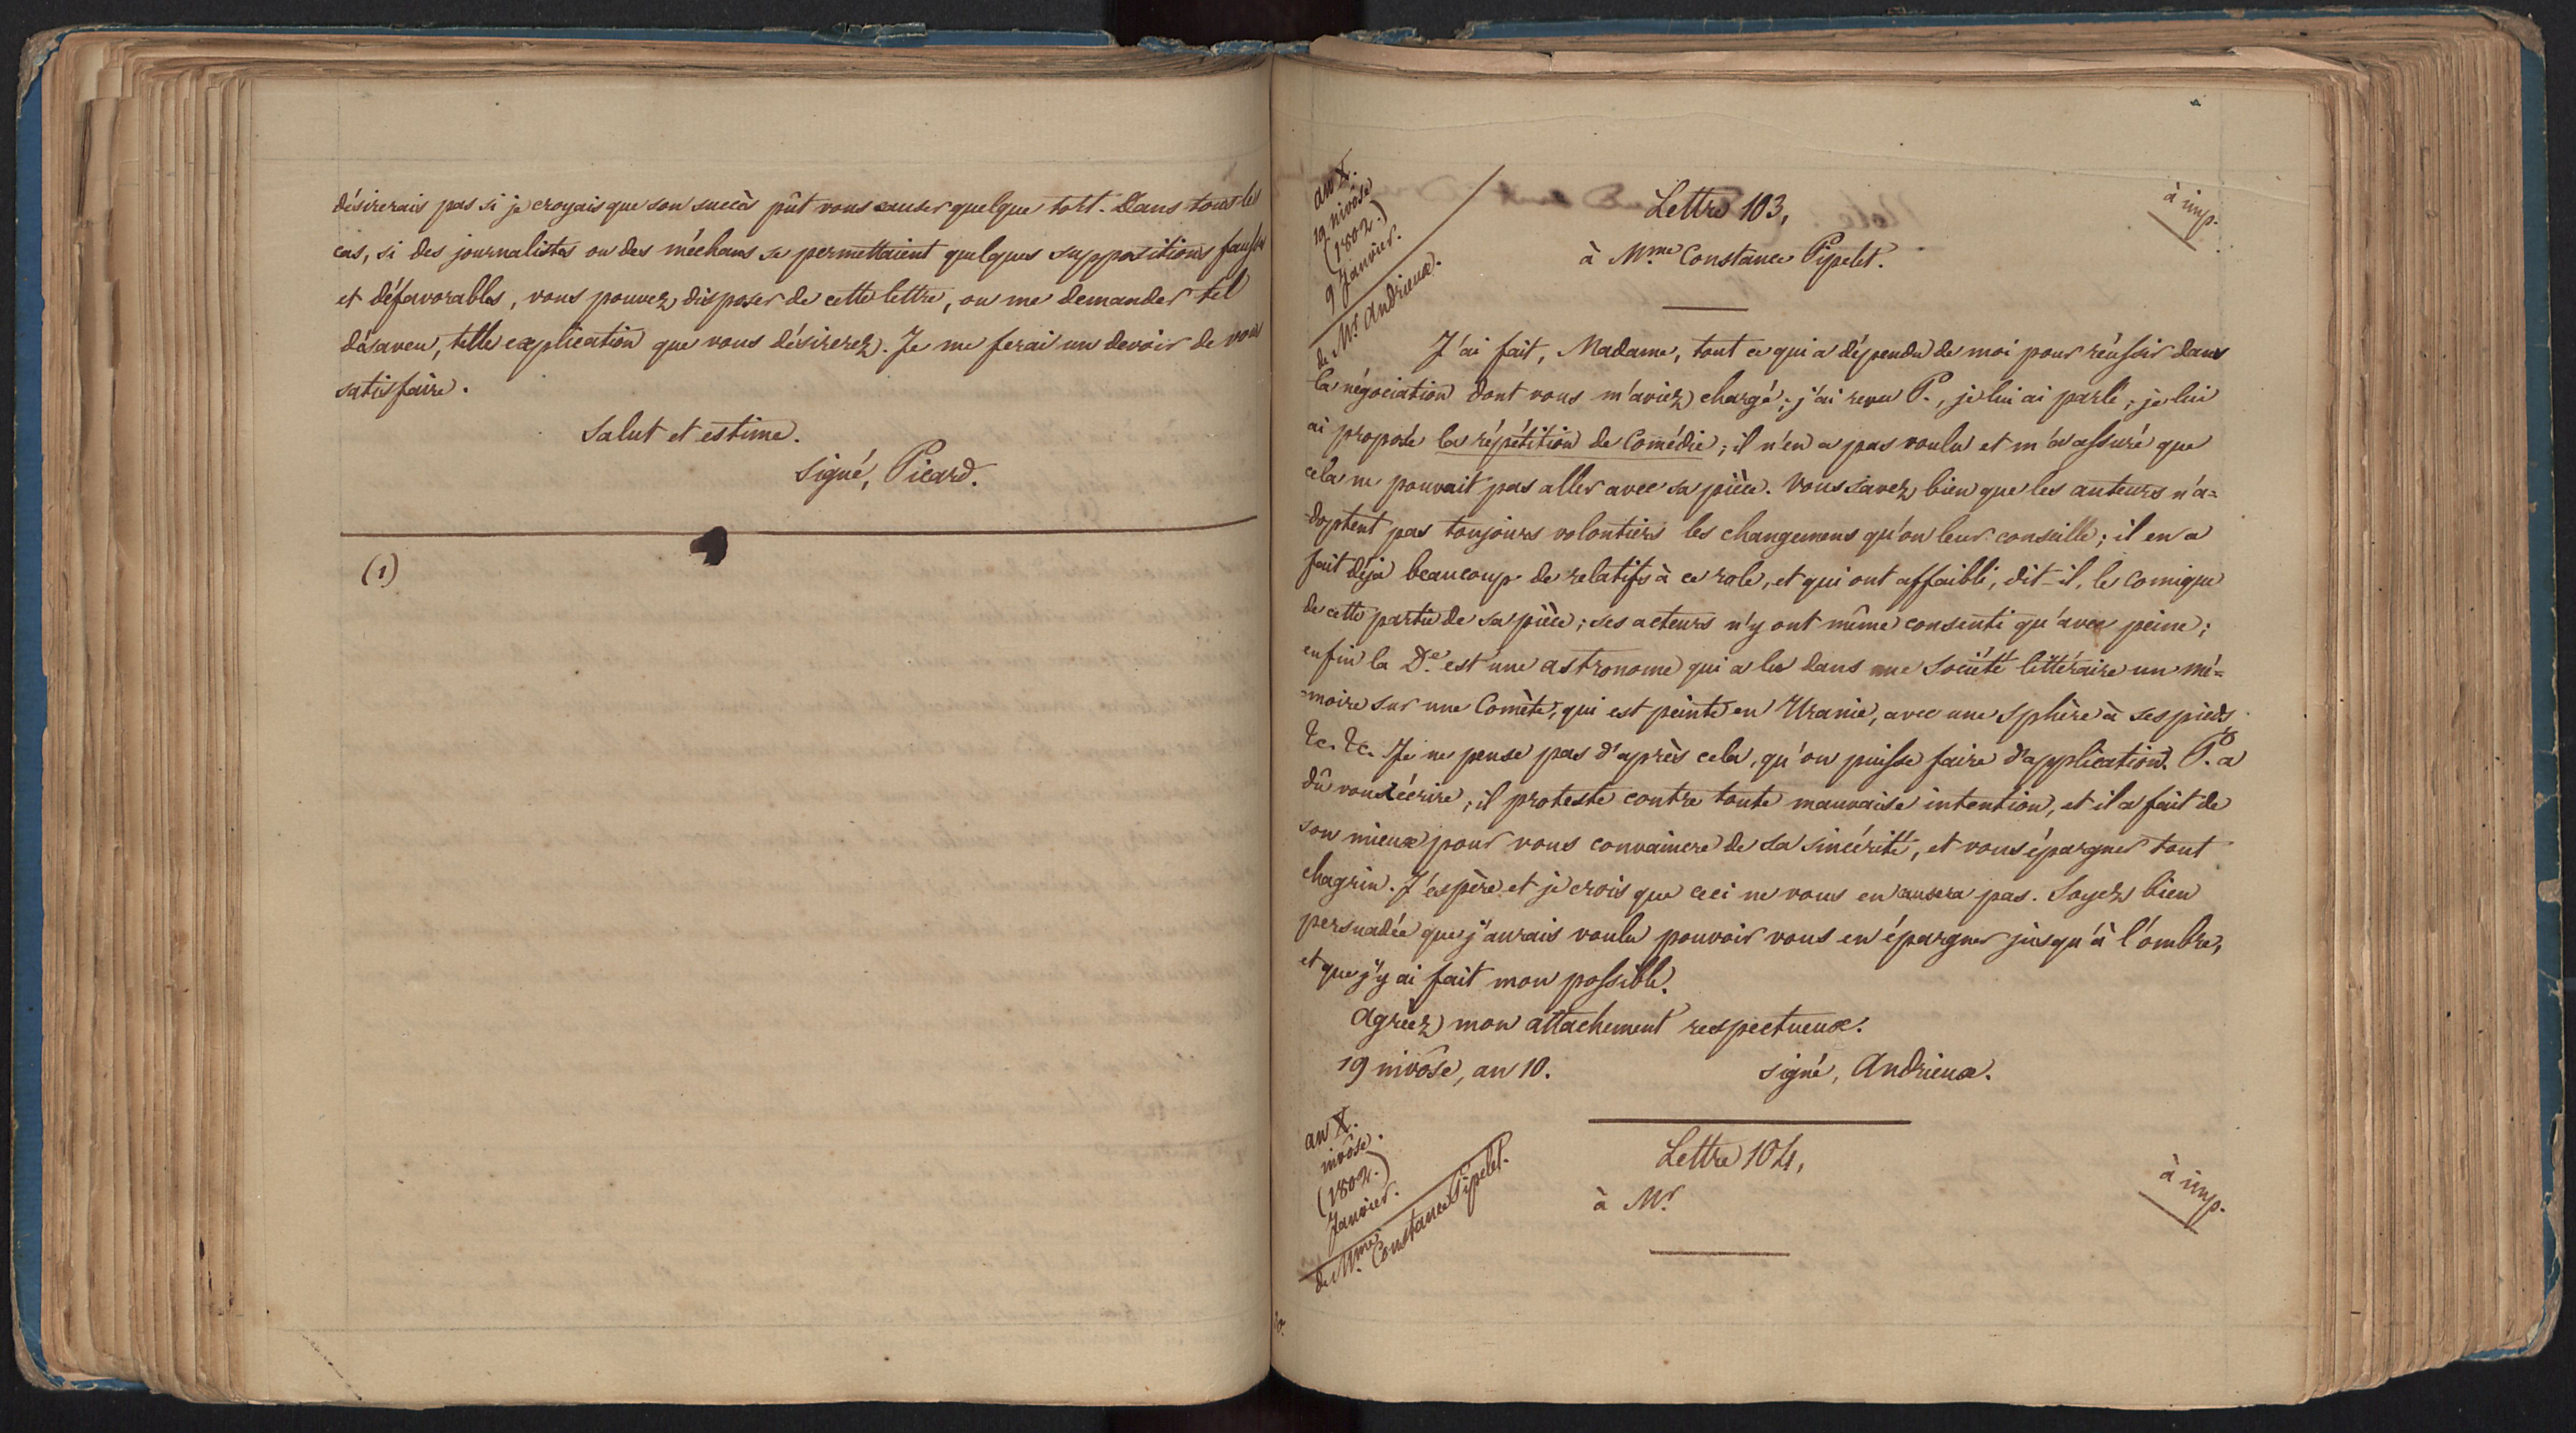 désirerais pas si je croyais que son succès pût vous causer quelque tort. Dans tous les
cas, si des journalistes ou des méchans se permettaient quelques suppositions fausses
et défavorables, vous pouvez disposer de cette lettre, ou me demander tel
désaveu, telle explication que vous désirerez. Je me ferai un devoir de vous
satisfaire.
Salut et estime.
signé, Picard.
(1)
an X.
19 nivôse
(1802.)
9 Janvier.
de Mr Andrieux.
Lettre 103,
à Mme Constance Pipelet.
à imp.
J'ai fait, Madame, tout ce qui a dépendu de moi pour réussir dans
la négociation dont vous m'aviez chargé; j'ai revu P., je lui ai parlé; je lui
ai proposé la répétition de Comédie; il n'en a pas voulu et m'a assuré que
cela ne pouvait pas aller avec sa pièce. Vous savez bien que les auteurs n'a=
=doptent pas toujours volontiers les changemens qu'on leur conseille; il en a
fait déja beaucoup de relatifs à ce role, et qui ont affaibli, dit-il, le comique
de cette partie de sa pièce; ses acteurs n'y ont même consenti qu'avec peine;
enfin la De est une astronome qui a lu dans une Société littéraire un mé=
=moire sur une Comète, qui est peinte en Uranie, avec une Sphère à ses pieds
&c. &c. Je ne pense pas d'après cela, qu'on puisse faire d'application. P. a
dû vous écrire, il proteste contre toute mauvaise intention, et il a fait de
son mieux pour vous convaincre de sa sincérité, et vous épargner tout
chagrin. J'espère et je crois que ceci ne vous en causera pas. Soyez bien
persuadée que j'aurais voulu pouvoir vous en épargner jusqu'à l'ombre,
et que j'y ai fait mon possible.
Agréez mon attachement respectueux.
19 nivôse, an 10.
signé, Andrieux.
an X.
nivôse.
(1802.)
Janvier.
de Mme Constance Pipelet.
Lettre 104,
à Mr
à imp.